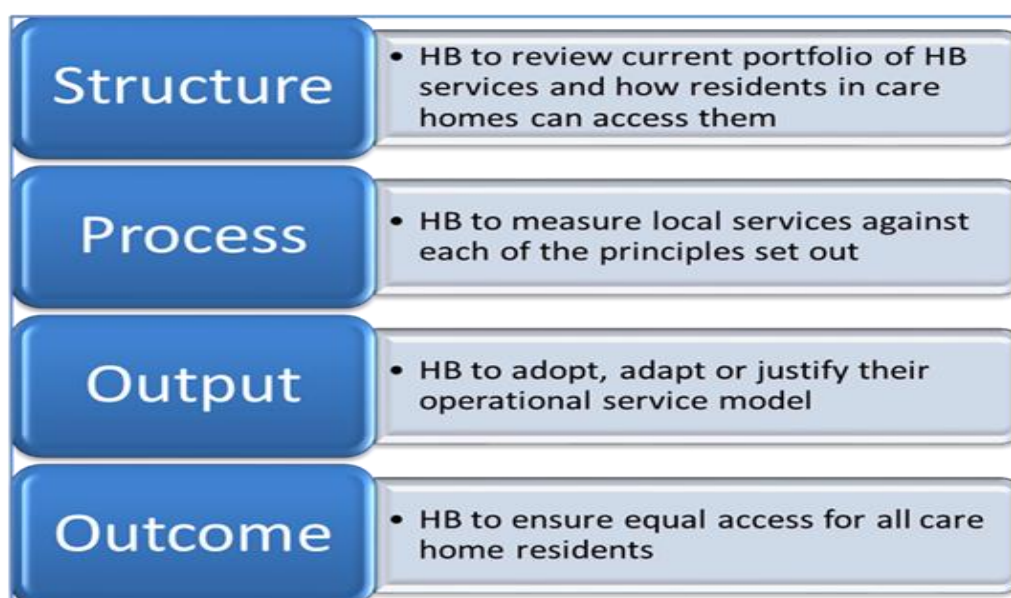 Structure
• HB to review current portfolio of HB
services and how residents in care
homes can access them
Process
• HB to measure local services against
each of the principles set out
Output
• HB to adopt, adapt or justify their
operational service model
Outcome
• HB to ensure equal access for all care
home residents